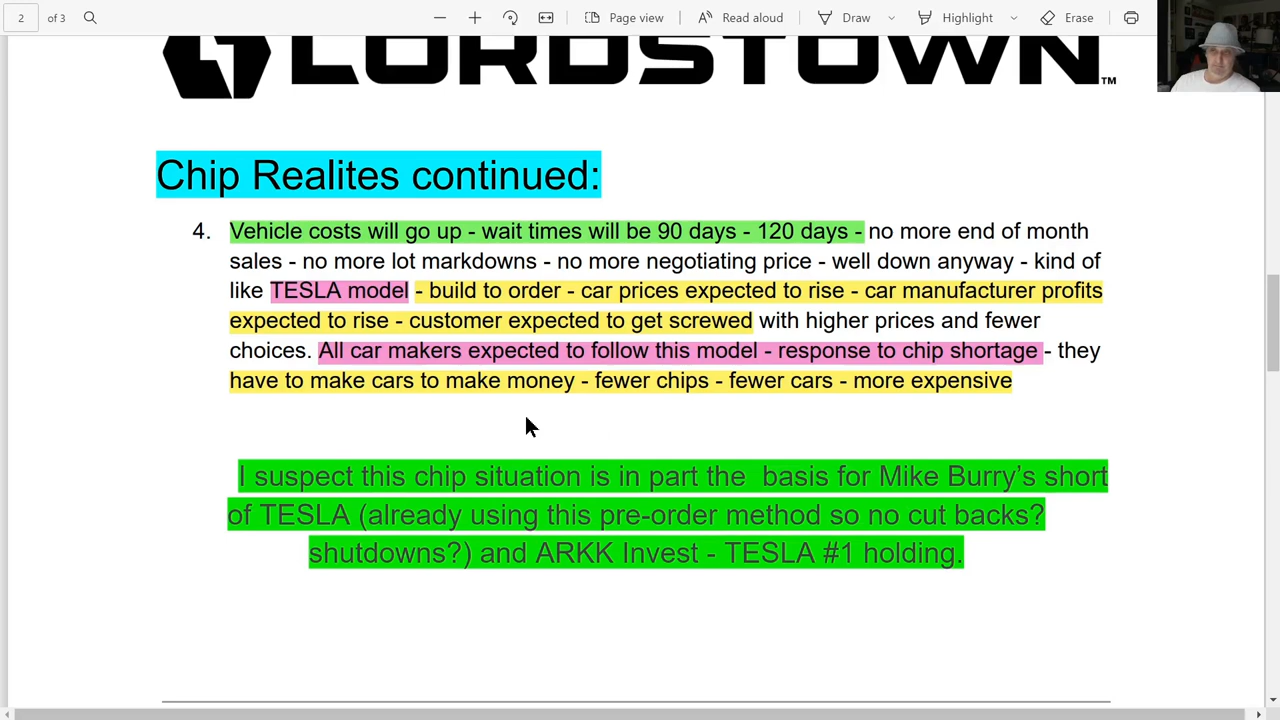 2 of 3 Page view Read aloud Draw Highlight Erase
LORDSTOWN™
Chip Realites continued:
4. Vehicle costs will go up - wait times will be 90 days - 120 days - no more end of month
sales - no more lot markdowns - no more negotiating price - well down anyway - kind of
like TESLA model - build to order - car prices expected to rise - car manufacturer profits
expected to rise - customer expected to get screwed with higher prices and fewer
choices. All car makers expected to follow this model - response to chip shortage - they
have to make cars to make money - fewer chips - fewer cars - more expensive
I suspect this chip situation is in part the  basis for Mike Burry’s short
of TESLA (already using this pre-order method so no cut backs?
shutdowns?) and ARKK Invest - TESLA #1 holding.